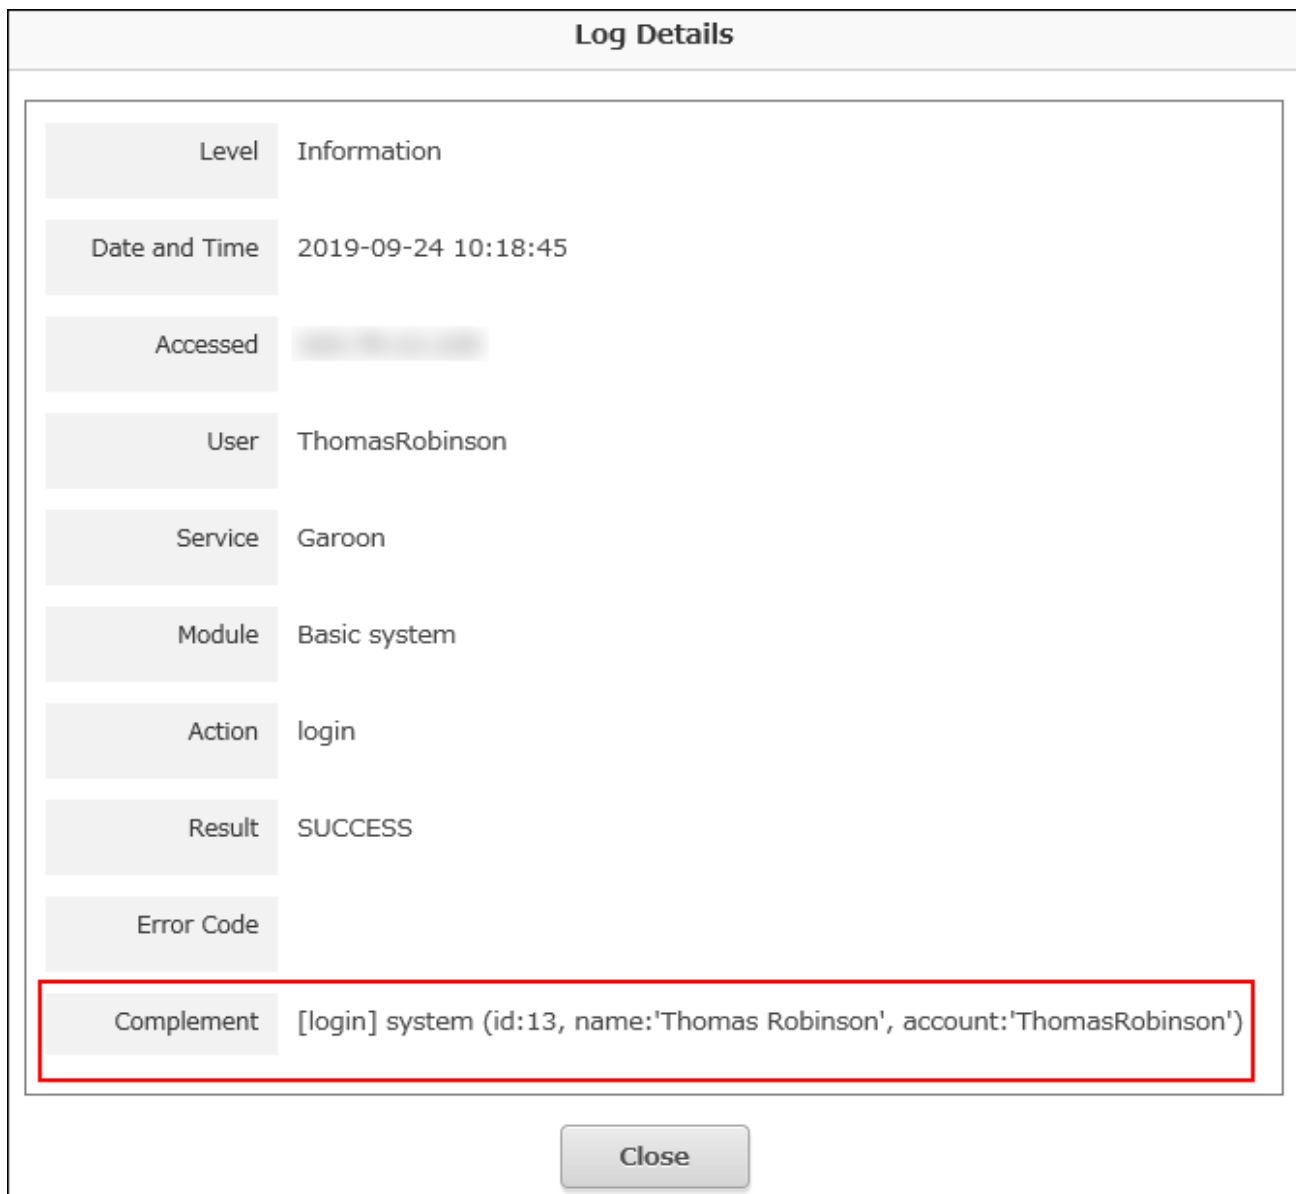 Log Details
Level Information
Date and Time 2019-09-24 10:18:45
Accessed
User ThomasRobinson
Service Garoon
Module Basic system
Action login
Result SUCCESS
Error Code
Complement [login] system (id:13, name:'Thomas Robinson', account:'ThomasRobinson')
Close